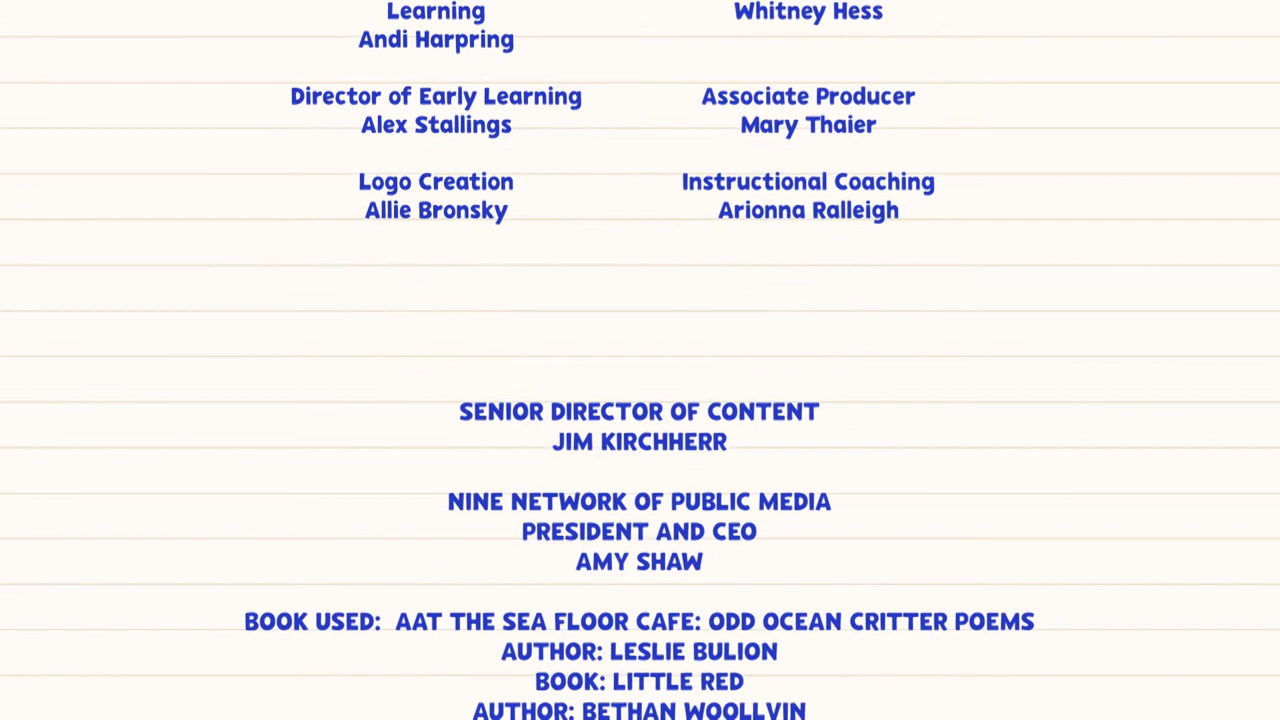 Learning
Andi Harpring
Whitney Hess
Director of Early Learning
Alex Stallings
Associate Producer
Mary Thaier
Logo Creation
Allie Bronsky
Instructional Coaching
Arionna Ralleigh
SENIOR DIRECTOR OF CONTENT
JIM KIRCHHERR
NINE NETWORK OF PUBLIC MEDIA
PRESIDENT AND CEO
AMY SHAW
BOOK USED: AAT THE SEA FLOOR CAFE: ODD OCEAN CRITTER POEMS
AUTHOR: LESLIE BULION
BOOK: LITTLE RED
AUTHOR: BETHAN WOOLLVIN